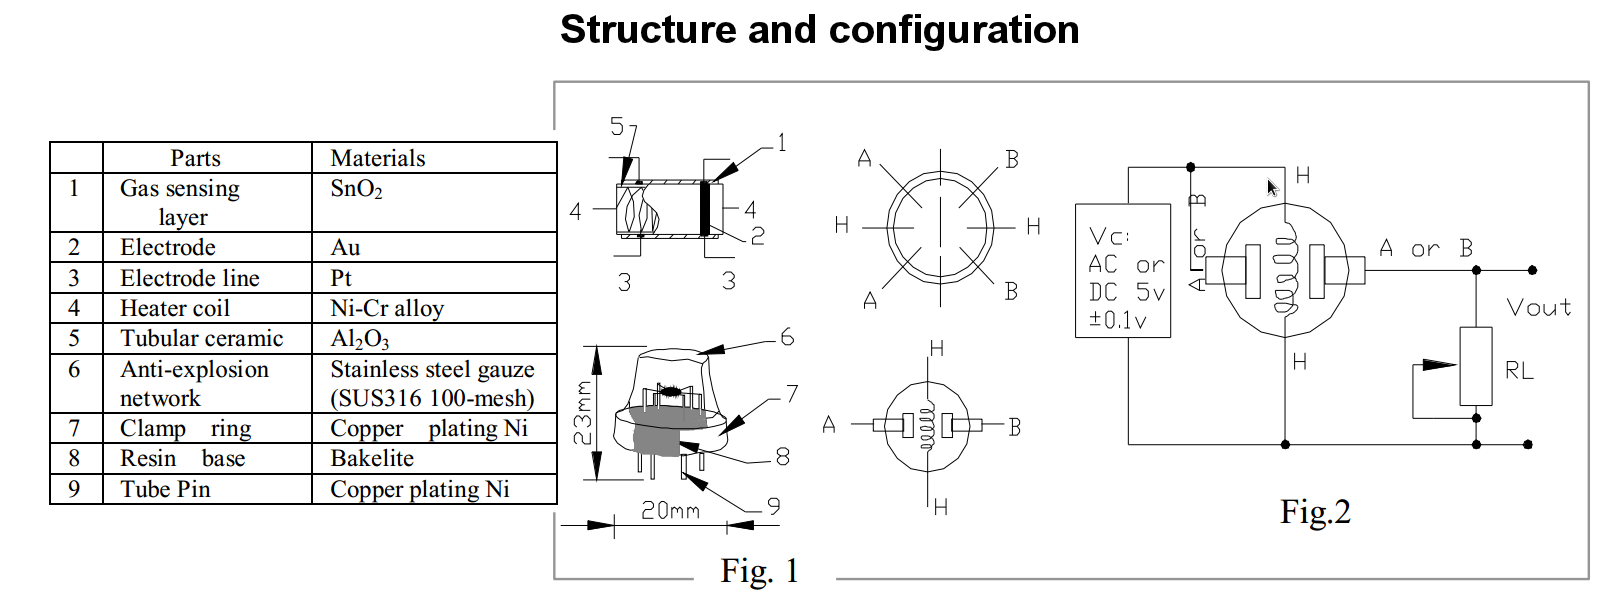 Structure and configuration
Parts Materials
1 Gas sensing SnO₂
layer
2 Electrode Au
3 Electrode line Pt
4 Heater coil Ni-Cr alloy
5 Tubular ceramic Al₂O₃
6 Anti-explosion Stainless steel gauze
network (SUS316 100-mesh)
7 Clamp ring Copper plating Ni
8 Resin base Bakelite
9 Tube Pin Copper plating Ni
5
1
4
4
2
3
3
6
7
8
9
23mm
20mm
A
B
H
H
A
B
H
A
B
H
Fig. 1
H
A or B
Vc:
AC or
DC 5v
±0.1v
A or B
Vout
RL
H
Fig.2